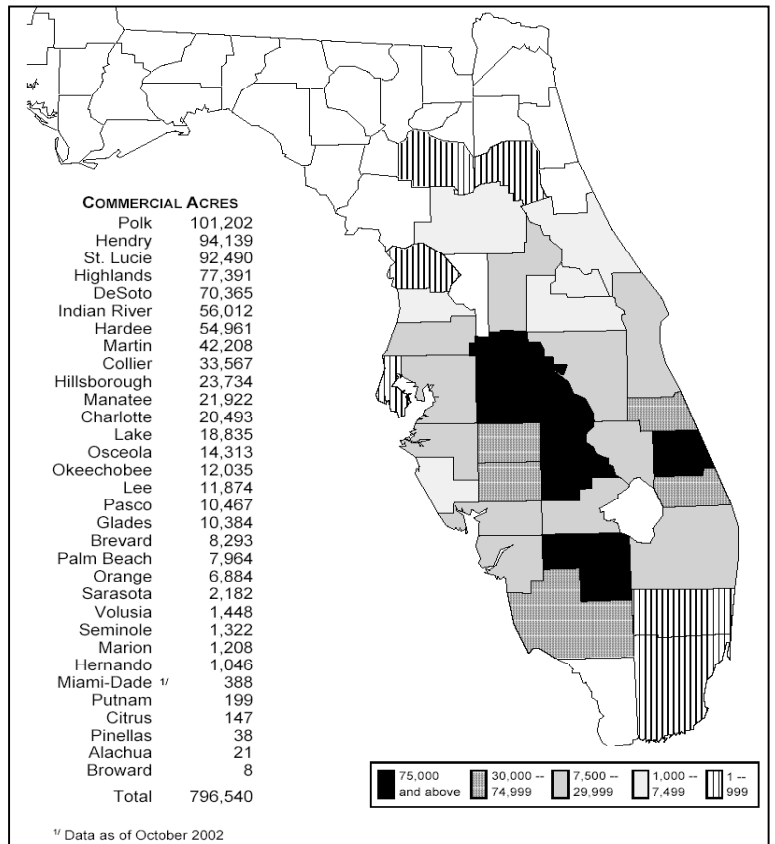 COMMERCIAL ACRES
Polk 101,202
Hendry 94,139
St. Lucie 92,490
Highlands 77,391
DeSoto 70,365
Indian River 56,012
Hardee 54,961
Martin 42,208
Collier 33,567
Hillsborough 23,734
Manatee 21,922
Charlotte 20,493
Lake 18,835
Osceola 14,313
Okeechobee 12,035
Lee 11,874
Pasco 10,467
Glades 10,384
Brevard 8,293
Palm Beach 7,964
Orange 6,884
Sarasota 2,182
Volusia 1,448
Seminole 1,322
Marion 1,208
Hernando 1,046
Miami-Dade 1/ 388
Putnam 199
Citrus 147
Pinellas 38
Alachua 21
Broward 8
Total 796,540
75,000 and above
30,000 -- 74,999
7,500 -- 29,999
1,000 -- 7,499
1 -- 999
1/ Data as of October 2002